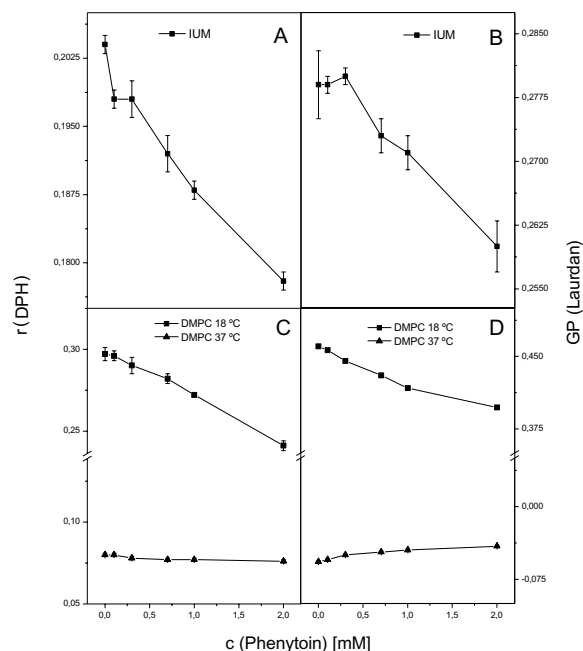 IUM
A
IUM
B
0,2025
0,1950
0,1875
0,1800
0,2850
0,2775
0,2700
0,2625
0,2550
r(DPH)
GP (Laurdan)
DMPC 18 ºC
DMPC 37 ºC
C
DMPC 18 ºC
DMPC 37 ºC
D
0,30
0,25
0,10
0,05
0,450
0,375
0,000
-0,075
0,0 0,5 1,0 1,5 2,0
0,0 0,5 1,0 1,5 2,0
c (Phenytoin) [mM]